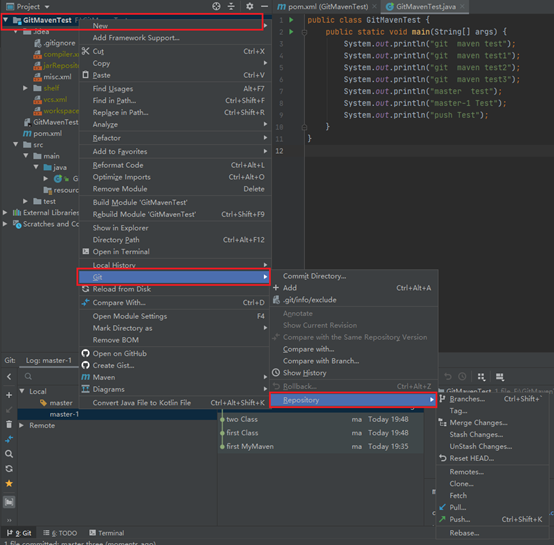 Project
GitMavenTest
.idea
.gitignore
compiler.xml
jarRepositor
misc.xml
shelf
vcs.xml
workspace
GitMavenTest
pom.xml
src
main
java
G
resource
test
External Libraries
Scratches and Co
New
Add Framework Support...
Cut Ctrl+X
Copy
Paste Ctrl+V
Find Usages Alt+F7
Find in Path... Ctrl+Shift+F
Replace in Path... Ctrl+Shift+R
Analyze
Refactor
Add to Favorites
Reformat Code Ctrl+Alt+L
Optimize Imports Ctrl+Alt+O
Remove Module Delete
Build Module 'GitMavenTest'
Rebuild Module 'GitMavenTest' Ctrl+Shift+F9
Show in Explorer
Directory Path Ctrl+Alt+F12
Open in Terminal
Local History
Git
Reload from Disk
Compare With... Ctrl+D
Open Module Settings F4
Mark Directory as
Remove BOM
Open on GitHub
Create Gist...
Maven
Diagrams
Convert Java File to Kotlin File Ctrl+Alt+Shift+K
pom.xml (GitMavenTest)
GitMavenTest.java
1 public class GitMavenTest {
2 public static void main(String[] args) {
3 System.out.println("git maven test");
4 System.out.println("git maven test1");
5 System.out.println("git maven test2");
6 System.out.println("git maven test3");
7 System.out.println("master test");
8 System.out.println("master-1 Test");
9 System.out.println("push Test");
10 }
11 }
12
Commit Directory...
Add Ctrl+Alt+A
.git/info/exclude
Annotate
Show Current Revision
Compare with the Same Repository Version
Compare with...
Compare with Branch...
Show History
Rollback... Ctrl+Alt+Z
Repository
Branches... Ctrl+Shift+`
Tag...
Merge Changes...
Stash Changes...
UnStash Changes...
Reset HEAD...
Remotes...
Clone...
Fetch
Pull...
Push... Ctrl+Shift+K
Rebase...
Git:
Log: master-1
Local
master
master-1
Remote
two Class ma Today 19:48
first Class ma Today 19:48
first MyMaven ma Today 19:35
9: Git
6: TODO
Terminal
1 file committed: master three (moments ago)